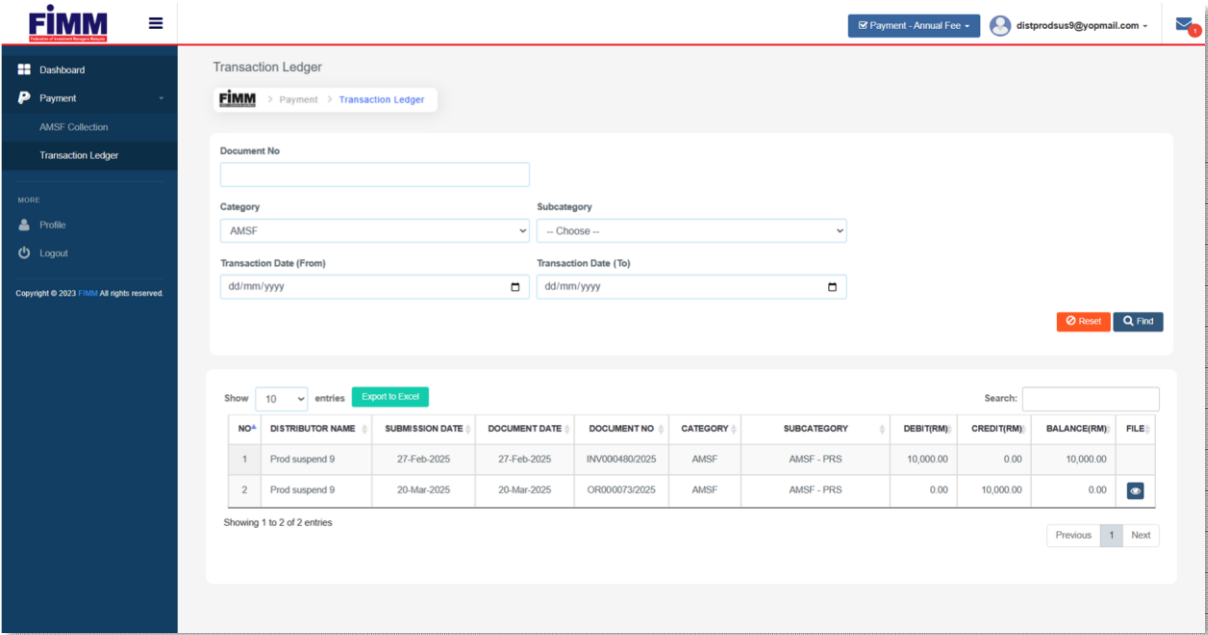 FiMM
Federation of Investment Managers Malaysia
Payment - Annual Fee
distprodsus9@yopmail.com
1
Dashboard
Payment
AMSF Collection
Transaction Ledger
MORE
Profile
Logout
Copyright © 2023 FIMM All rights reserved.
Transaction Ledger
FiMM > Payment > Transaction Ledger
Document No
Category Subcategory
AMSF -- Choose --
Transaction Date (From) Transaction Date (To)
dd/mm/yyyy dd/mm/yyyy
Reset Find
Show 10 entries Export to Excel Search:
NO DISTRIBUTOR NAME SUBMISSION DATE DOCUMENT DATE DOCUMENT NO CATEGORY SUBCATEGORY DEBIT(RM) CREDIT(RM) BALANCE(RM) FILE
1 Prod suspend 9 27-Feb-2025 27-Feb-2025 INV000480/2025 AMSF AMSF - PRS 10,000.00 0.00 10,000.00
2 Prod suspend 9 20-Mar-2025 20-Mar-2025 OR000073/2025 AMSF AMSF - PRS 0.00 10,000.00 0.00
Showing 1 to 2 of 2 entries
Previous 1 Next